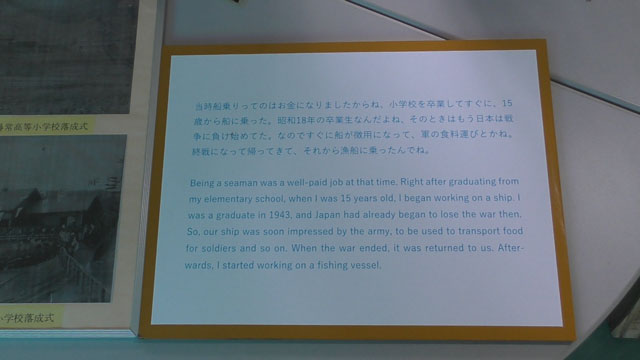 尋常高等小学校落成式
小学校落成式
当時船乗りってのはお金になりましたからね。小学校を卒業してすぐに、15
歳から船に乗った。昭和18年の卒業生なんだよね、そのときはもう日本は戦
争に負け始めてた。なのですぐに船が徴用になって、軍の食料運びとかね。
終戦になって帰ってきて、それから漁船に乗ったんでね。
Being a seaman was a well-paid job at that time. Right after graduating from
my elementary school, when I was 15 years old, I began working on a ship. I
was a graduate in 1943, and Japan had already began to lose the war then.
So, our ship was soon impressed by the army, to be used to transport food
for soldiers and so on. When the war ended, it was returned to us. After-
wards, I started working on a fishing vessel.